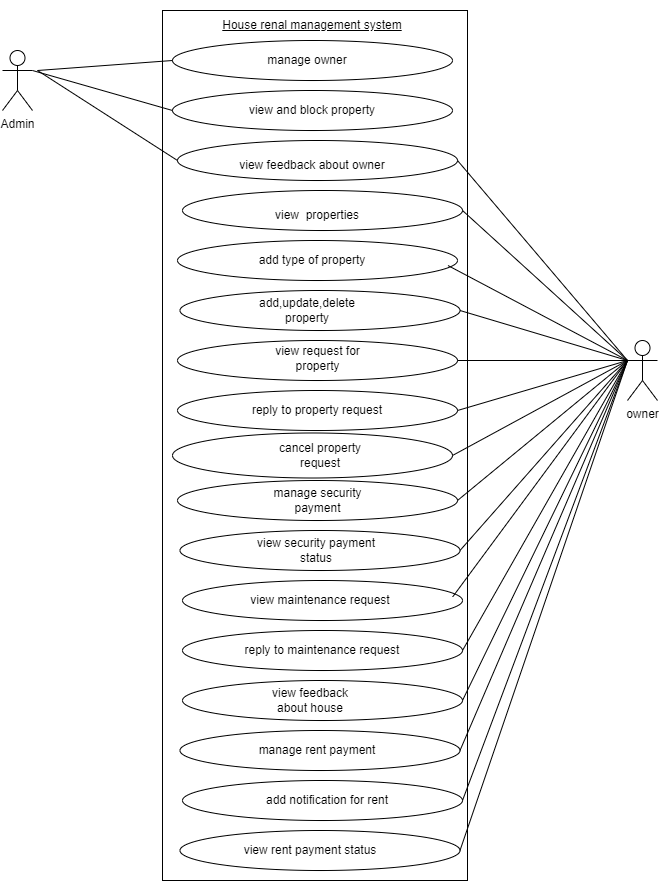 House renal management system
manage owner
Admin
view and block property
view feedback about owner
view properties
add type of property
add,update,delete
property
view request for
property
reply to property request
owner
cancel property
request
manage security
payment
view security payment
status
view maintenance request
reply to maintenance request
view feedback
about house
manage rent payment
add notification for rent
view rent payment status